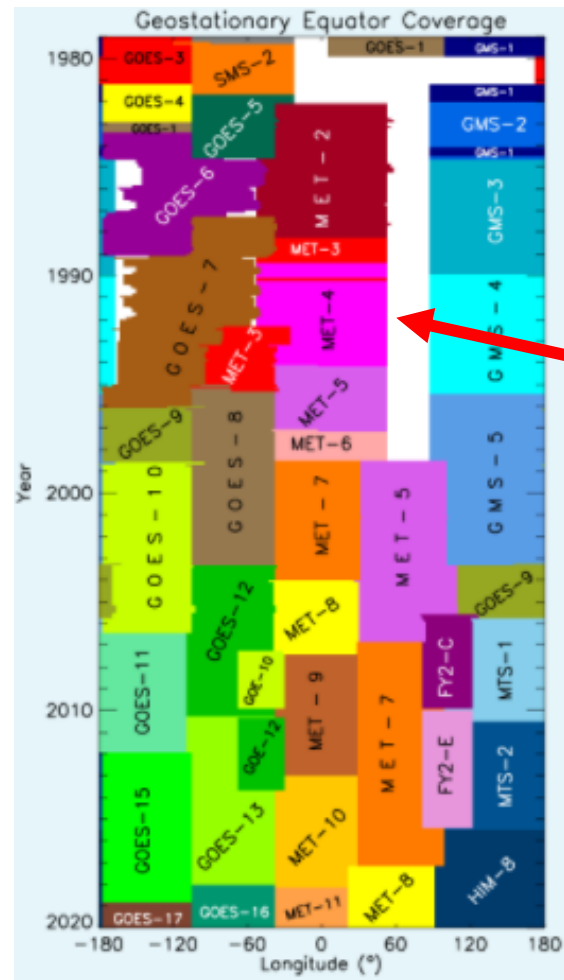 Geostationary Equator Coverage
1980
1990
2000
2010
2020
Year
GOES-3
SMS-2
GOES-1
GMS-1
GOES-4
GOES-1
GOES-5
GMS-1
GMS-2
GMS-1
GOES-6
MET-2
GMS-3
MET-3
GOES-7
MET-4
GMS-4
MET-3
MET-5
GOES-9
GOES-8
MET-6
GMS-5
GOES-10
MET-7
MET-5
GOES-12
MET-8
GOES-9
GOES-11
GOE-10
MET-9
FY2-C
MTS-1
MET-7
GOE-12
FY2-E
MTS-2
GOES-15
GOES-13
MET-10
HIM-8
GOES-17
GOES-16
MET-11
MET-8
-180 -120 -60 0 60 120 180
Longitude (°)